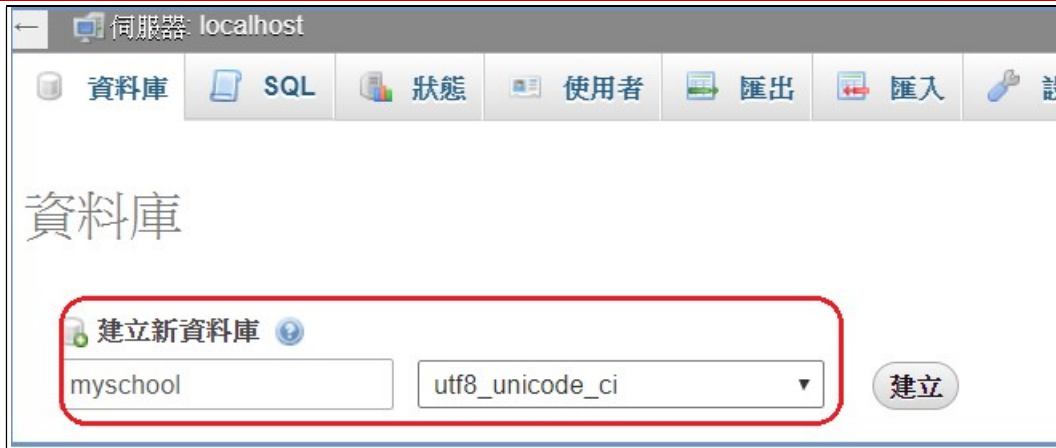 ← 伺服器: localhost
資料庫 SQL 狀態 使用者 匯出 匯入
資料庫
建立新資料庫
myschool utf8_unicode_ci 建立